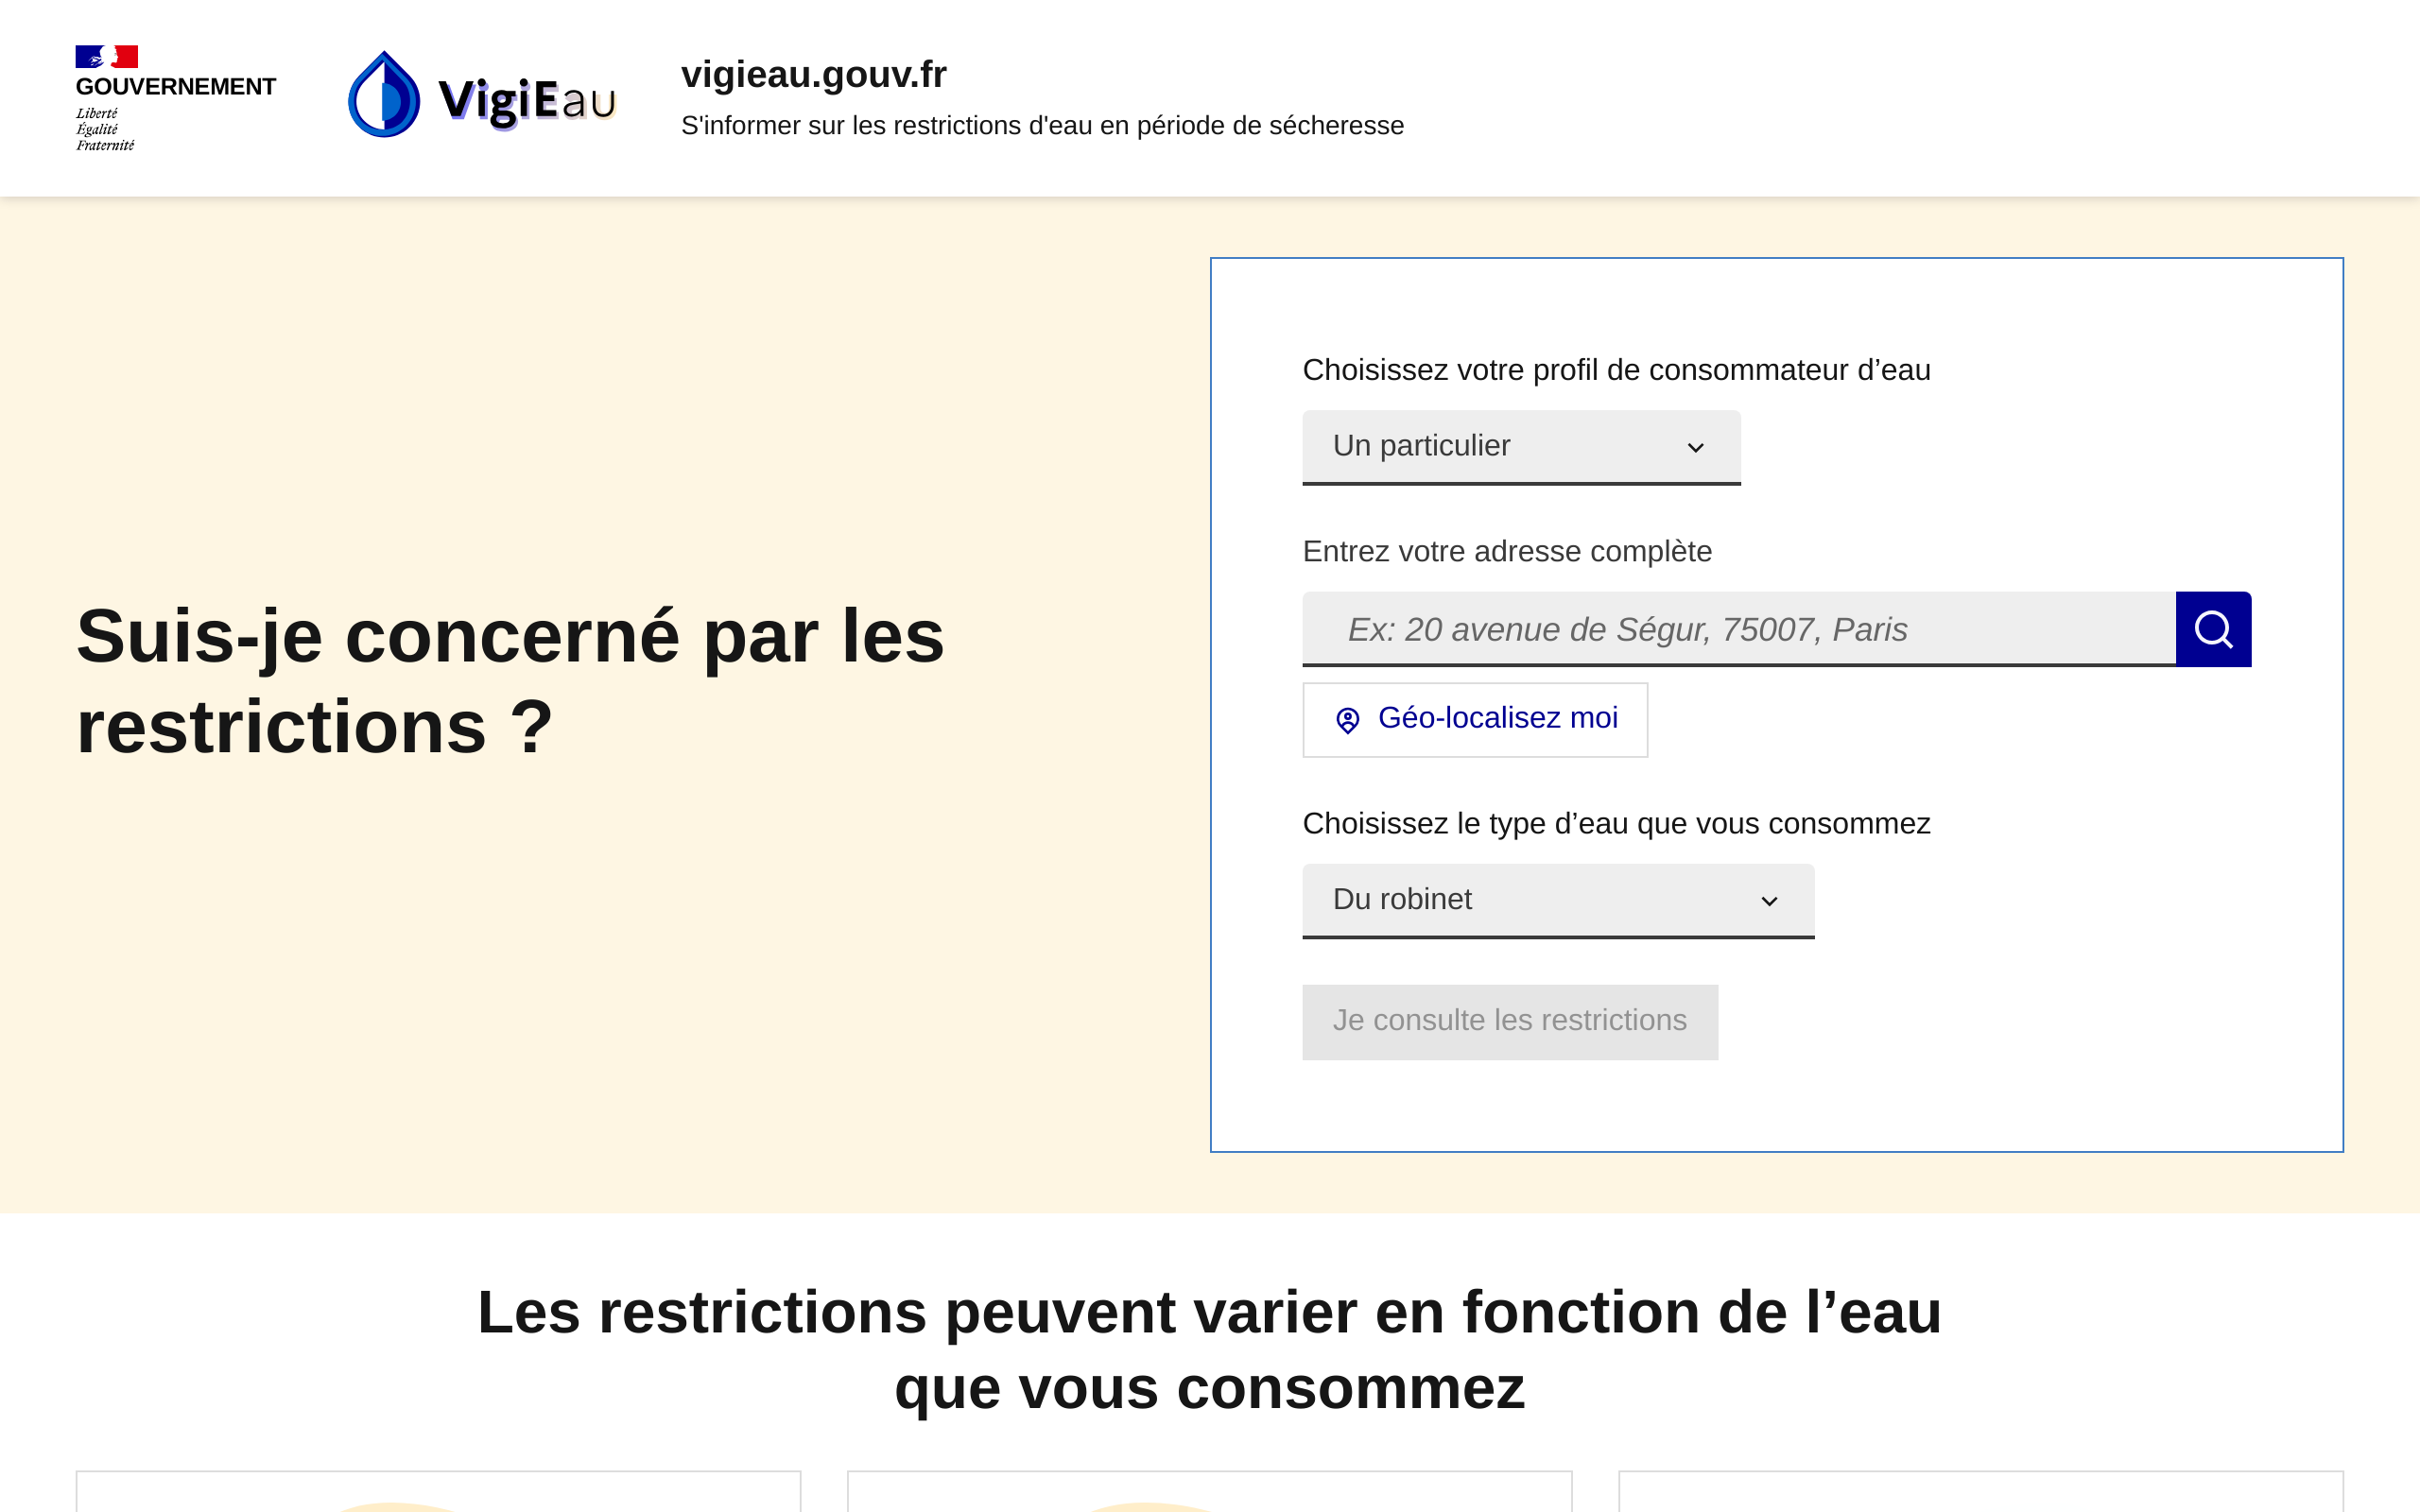 GOUVERNEMENT
Liberté
Égalité
Fraternité
VigiEau
vigieau.gouv.fr
S'informer sur les restrictions d'eau en période de sécheresse
Suis-je concerné par les
restrictions ?
Choisissez votre profil de consommateur d’eau
Un particulier
Entrez votre adresse complète
Ex: 20 avenue de Ségur, 75007, Paris
Géo-localisez moi
Choisissez le type d’eau que vous consommez
Du robinet
Je consulte les restrictions
Les restrictions peuvent varier en fonction de l’eau
que vous consommez